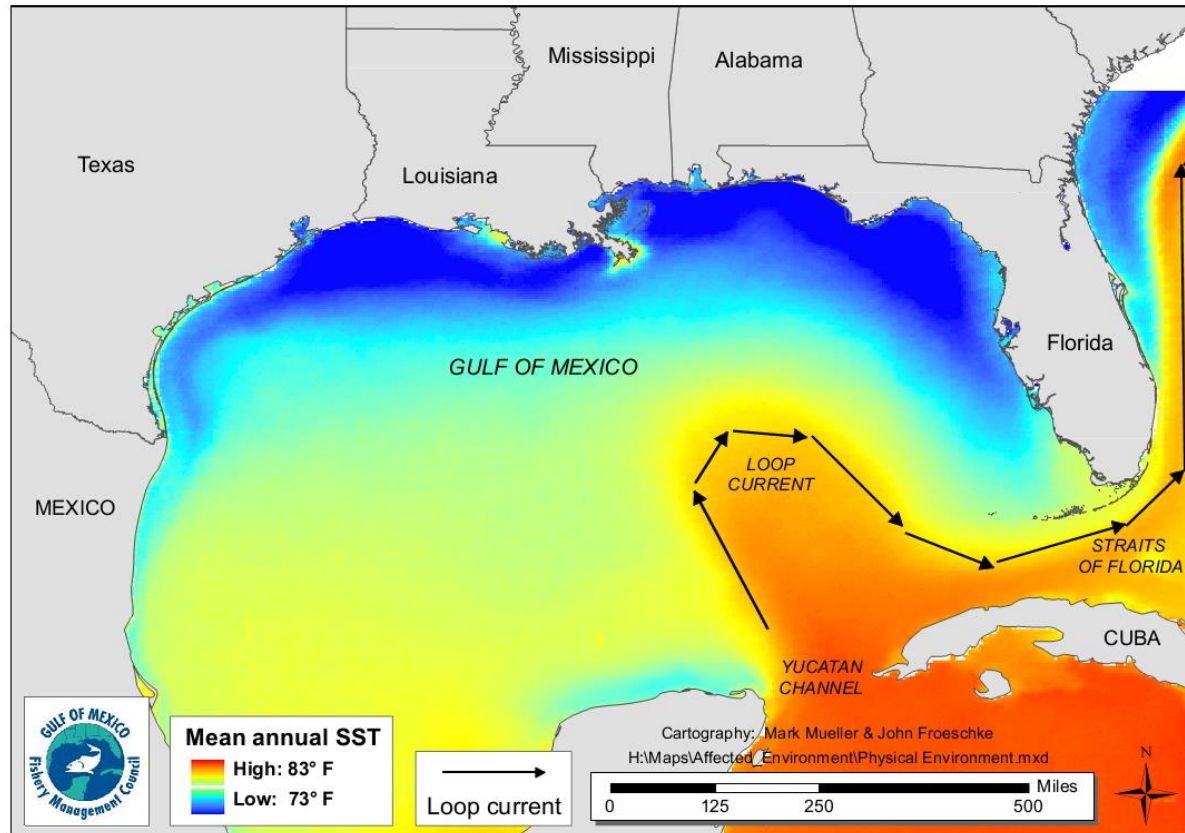 Mississippi
Alabama
Texas
Louisiana
GULF OF MEXICO
Florida
LOOP
CURRENT
MEXICO
STRAITS
OF FLORIDA
CUBA
YUCATAN
CHANNEL
GULF OF MEXICO
Fishery Management Council
Mean annual SST
High: 83° F
Low: 73° F
Loop current
Cartography: Mark Mueller & John Froeschke
H:\Maps\Affected_Environment\Physical Environment.mxd
Miles
0 125 250 500
N